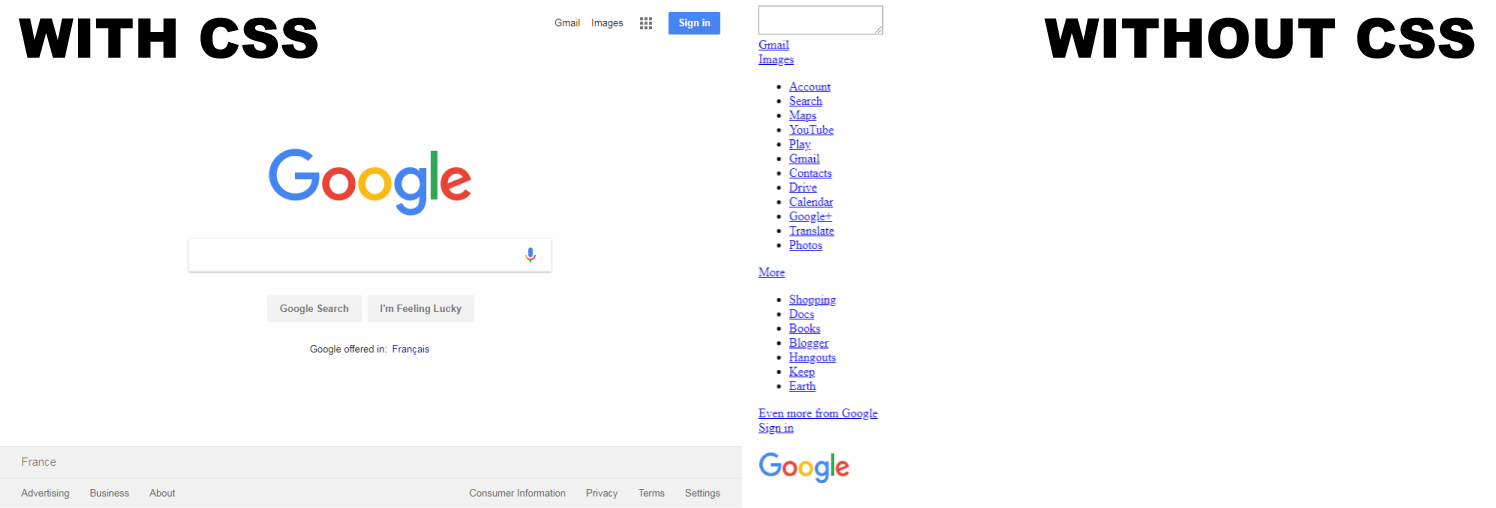 WITH CSS
Gmail Images Sign in
Google
Google Search I'm Feeling Lucky
Google offered in: Français
France
Advertising Business About Consumer Information Privacy Terms Settings
WITHOUT CSS
Gmail
Images
Account
Search
Maps
YouTube
Play
Gmail
Contacts
Drive
Calendar
Google+
Translate
Photos
More
Shopping
Docs
Books
Blogger
Hangouts
Keep
Earth
Even more from Google
Sign in
Google